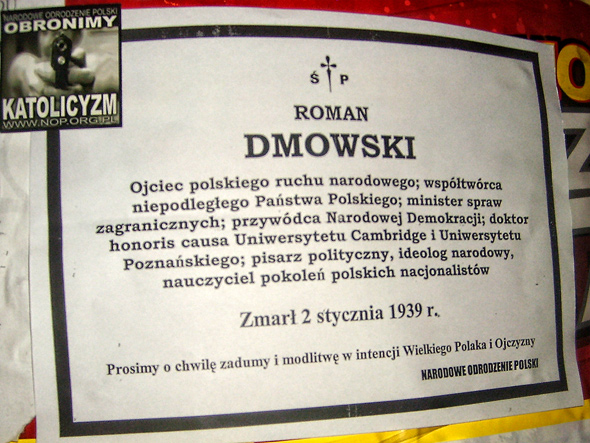 NARODOWE ODRODZENIE POLSKI
OBRONIMY
KATOLICYZM
WWW.NOP.ORG.PL
Ś P
ROMAN
DMOWSKI
Ojciec polskiego ruchu narodowego; współtwórca
niepodległego Państwa Polskiego; minister spraw
zagranicznych; przywódca Narodowej Demokracji; doktor
honoris causa Uniwersytetu Cambridge i Uniwersytetu
Poznańskiego; pisarz polityczny, ideolog narodowy,
nauczyciel pokoleń polskich nacjonalistów
Zmarł 2 stycznia 1939 r.
Prosimy o chwilę zadumy i modlitwę w intencji Wielkiego Polaka i Ojczyzny
NARODOWE ODRODZENIE POLSKI